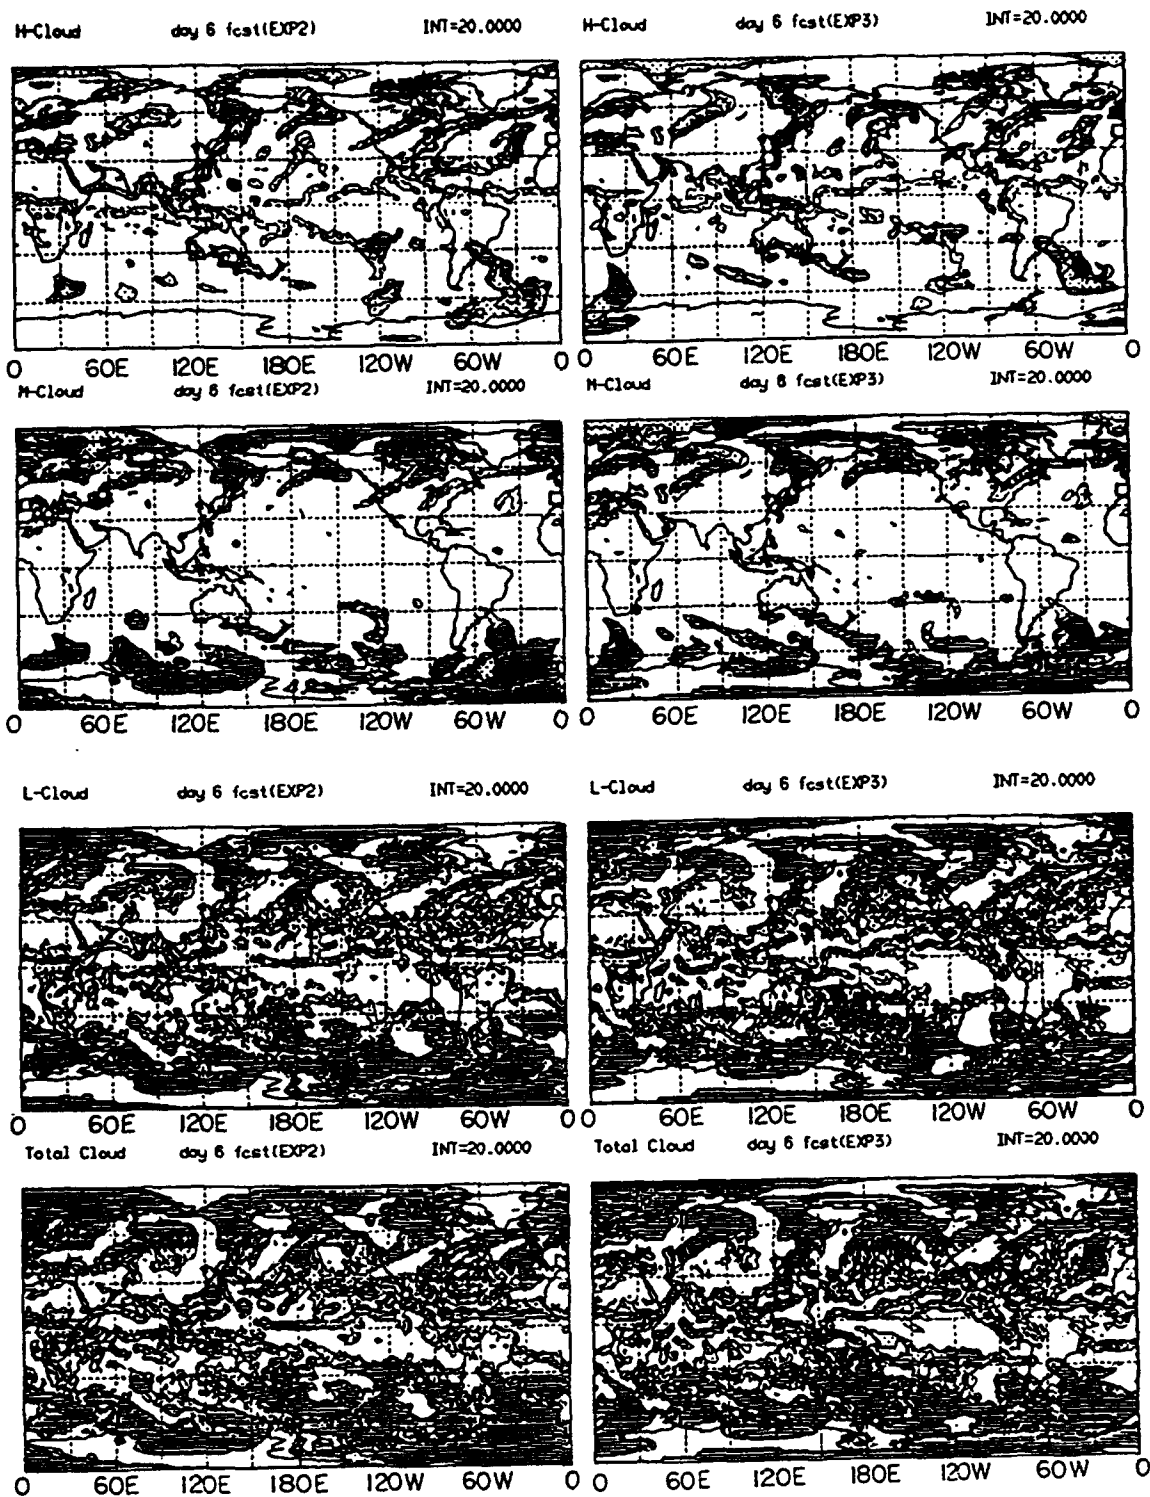 H-Cloud day 6 fcst(EXP2) INT=20.0000
H-Cloud day 6 fcst(EXP3) INT=20.0000
0 60E 120E 180E 120W 60W 0
0 60E 120E 180E 120W 60W 0
M-Cloud day 6 fcst(EXP2) INT=20.0000
M-Cloud day 6 fcst(EXP3) INT=20.0000
0 60E 120E 180E 120W 60W 0
0 60E 120E 180E 120W 60W 0
L-Cloud day 6 fcst(EXP2) INT=20.0000
L-Cloud day 6 fcst(EXP3) INT=20.0000
0 60E 120E 180E 120W 60W 0
0 60E 120E 180E 120W 60W 0
Total Cloud day 6 fcst(EXP2) INT=20.0000
Total Cloud day 6 fcst(EXP3) INT=20.0000
0 60E 120E 180E 120W 60W 0
0 60E 120E 180E 120W 60W 0